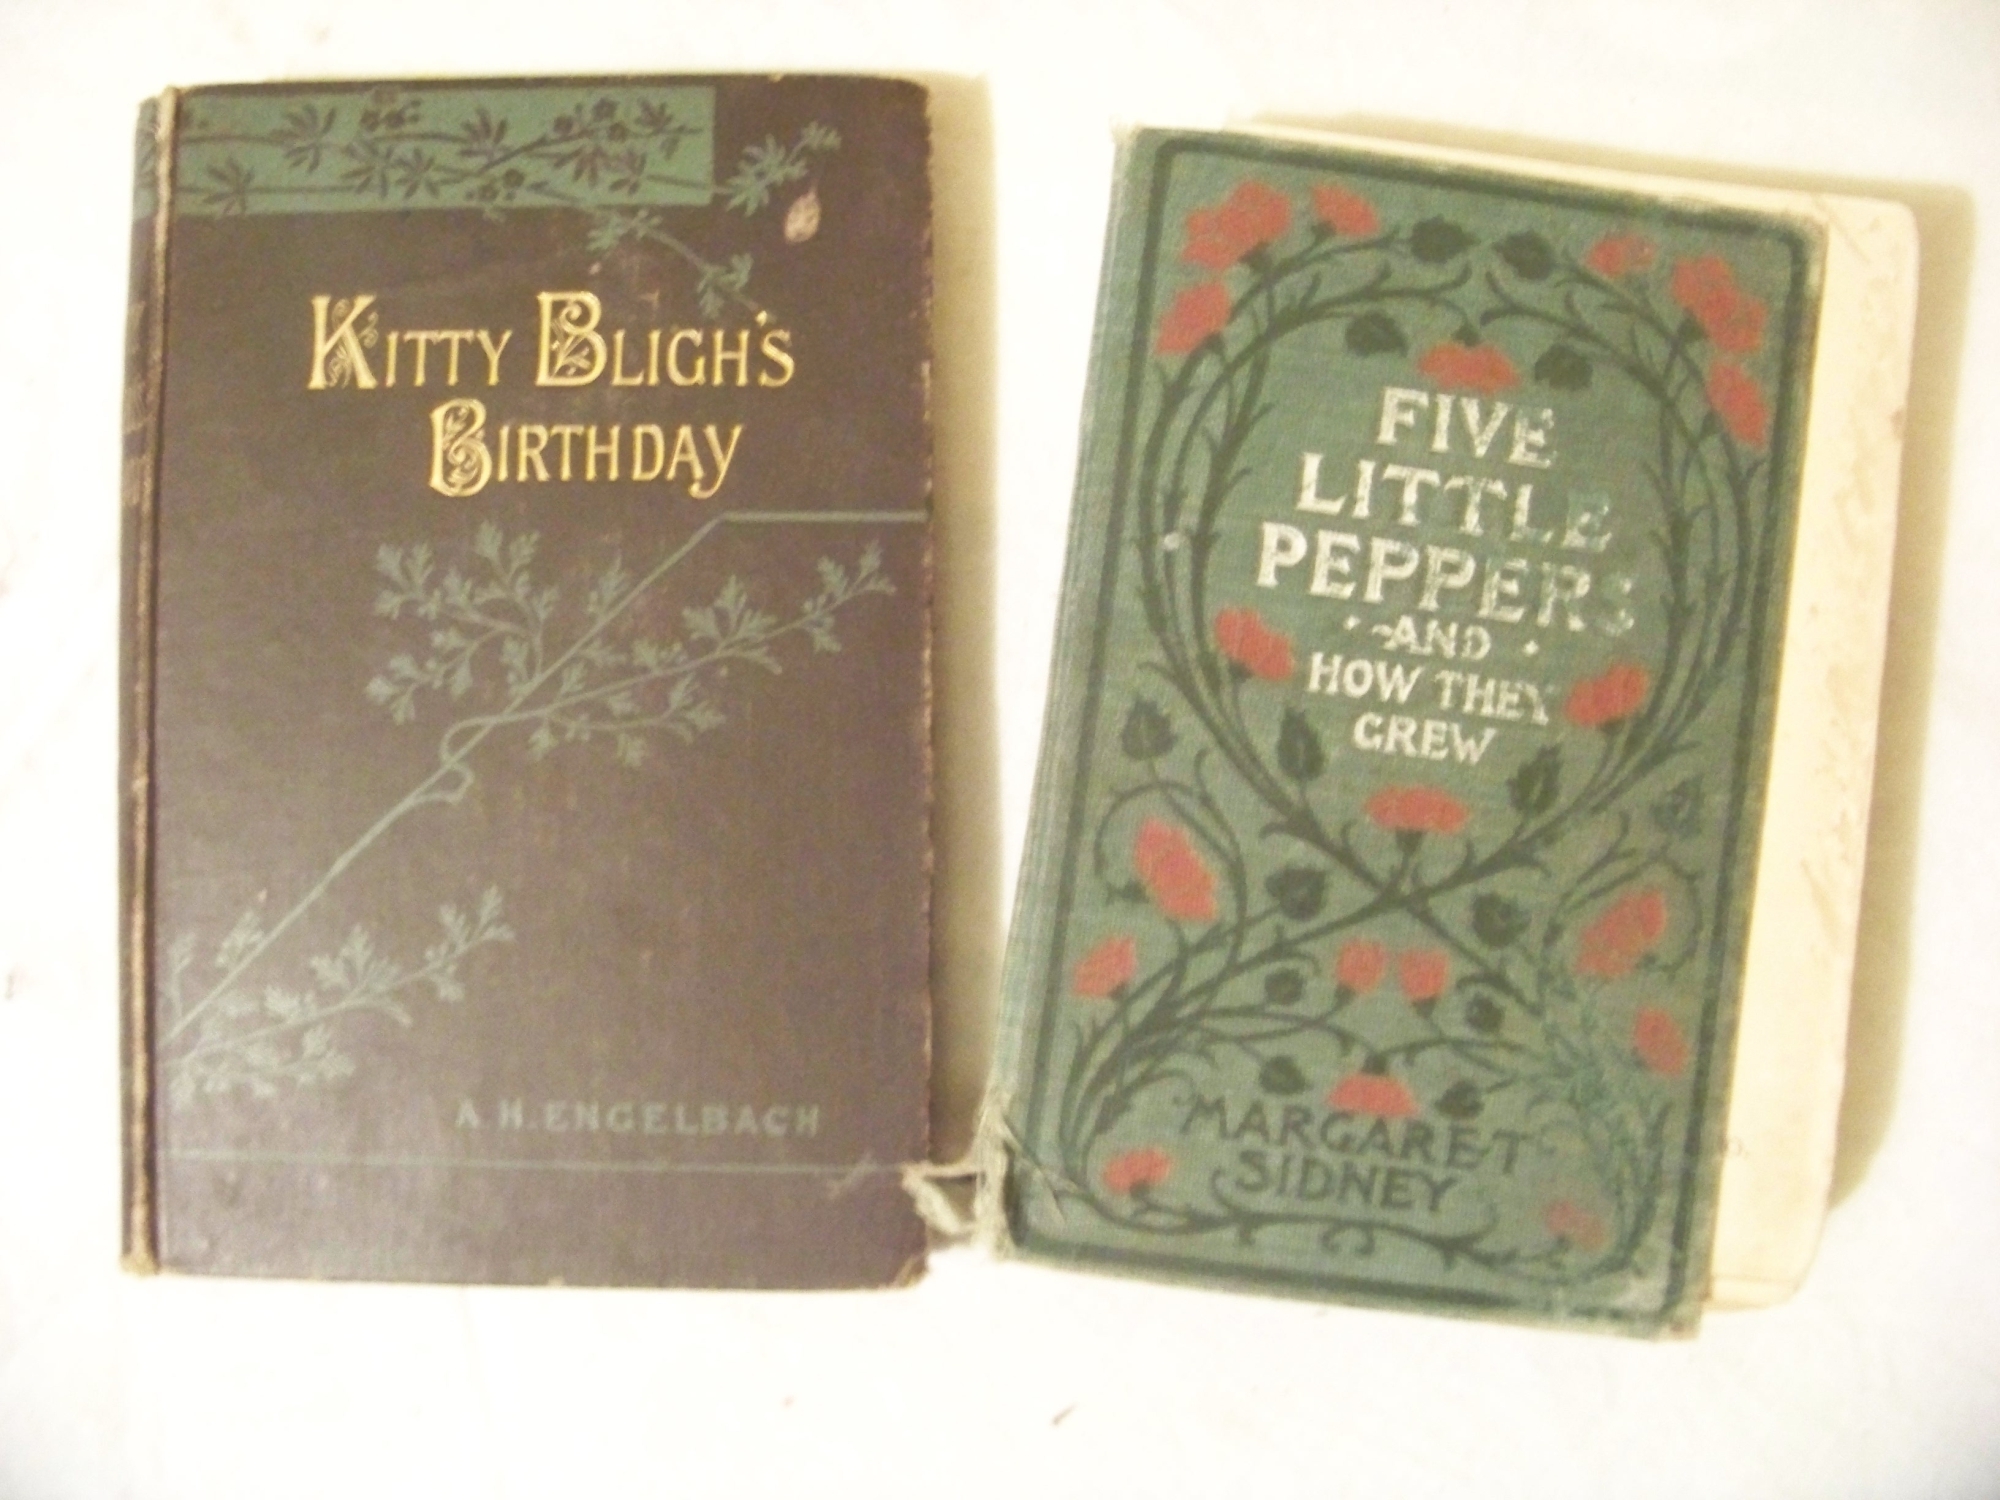 KITTY BLIGH'S
BIRTHDAY
A. H. ENGELBACH
FIVE
LITTLE
PEPPERS
AND
HOW THEY
GREW
MARGARET
SIDNEY